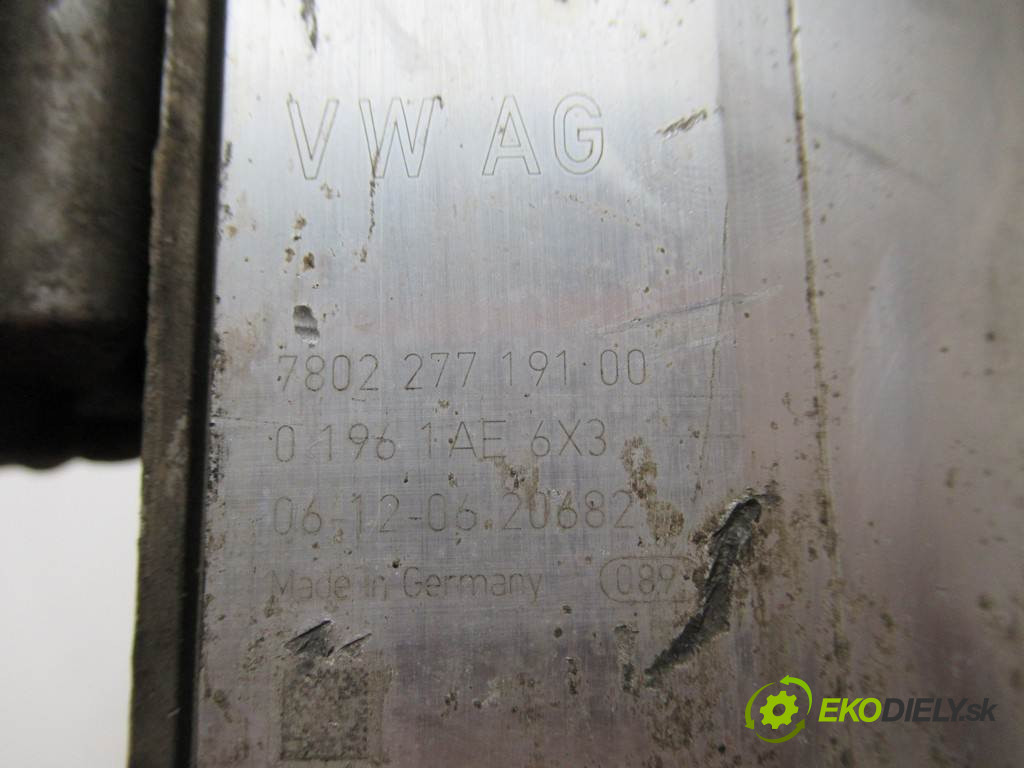 VW AG
7802 277 191 00
0 196 1AE 6X3
06-12-06 20682
Made in Germany 089
EKODIELY.sk